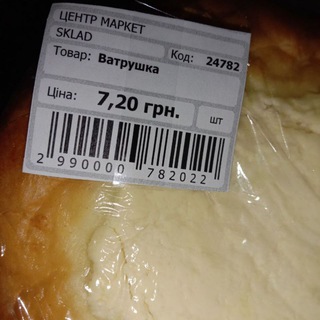 ЦЕНТР МАРКЕТ
SKLAD
Товар: Ватрушка Код: 24782
Ціна: 7,20 грн. шт
2 990000 782022